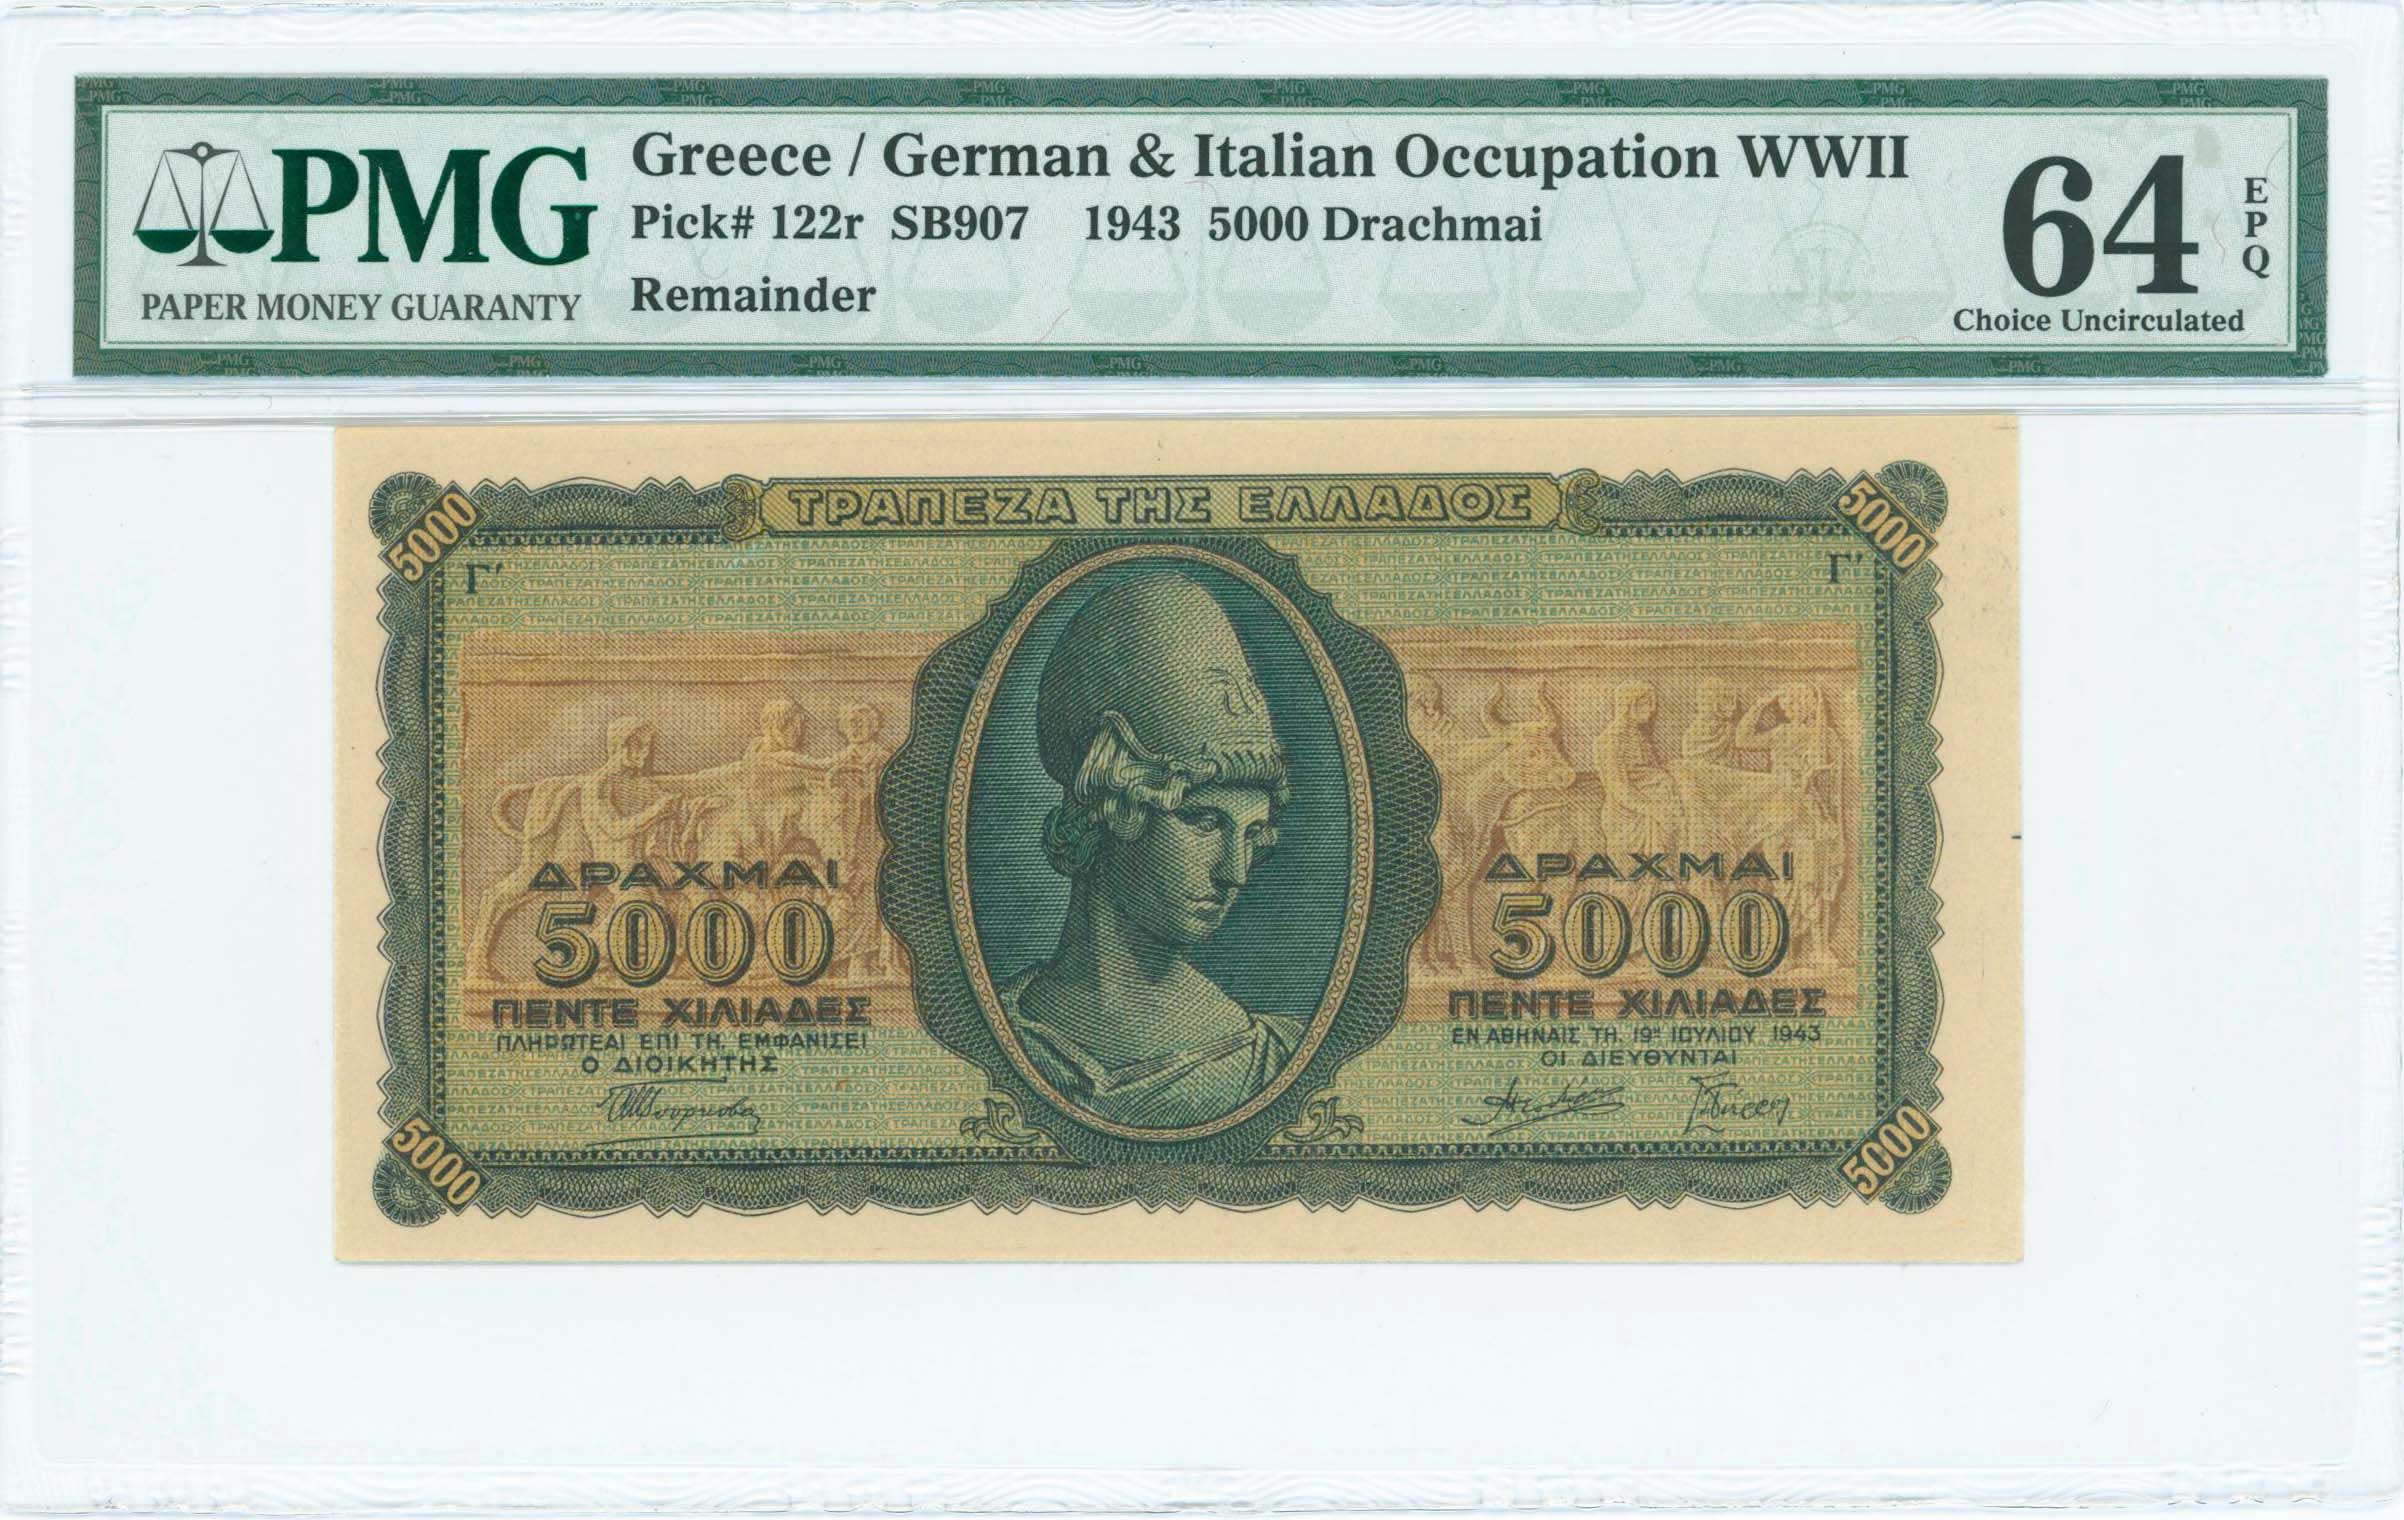 PMG
PAPER MONEY GUARANTY
Greece / German & Italian Occupation WWII
Pick# 122r SB907 1943 5000 Drachmai
Remainder
64
EPQ
Choice Uncirculated
ΤΡΑΠΕΖΑ ΤΗΣ ΕΛΛΑΔΟΣ
5000
5000
Γ'
Γ'
ΔΡΑΧΜΑΙ
5000
ΠΕΝΤΕ ΧΙΛΙΑΔΕΣ
ΠΛΗΡΩΤΕΑΙ ΕΠΙ ΤΗ, ΕΜΦΑΝΙΣΕΙ
Ο ΔΙΟΙΚΗΤΗΣ
ΔΡΑΧΜΑΙ
5000
ΠΕΝΤΕ ΧΙΛΙΑΔΕΣ
ΕΝ ΑΘΗΝΑΙΣ ΤΗ, 19ῃ ΙΟΥΛΙΟΥ 1943
ΟΙ ΔΙΕΥΘΥΝΤΑΙ
5000
5000